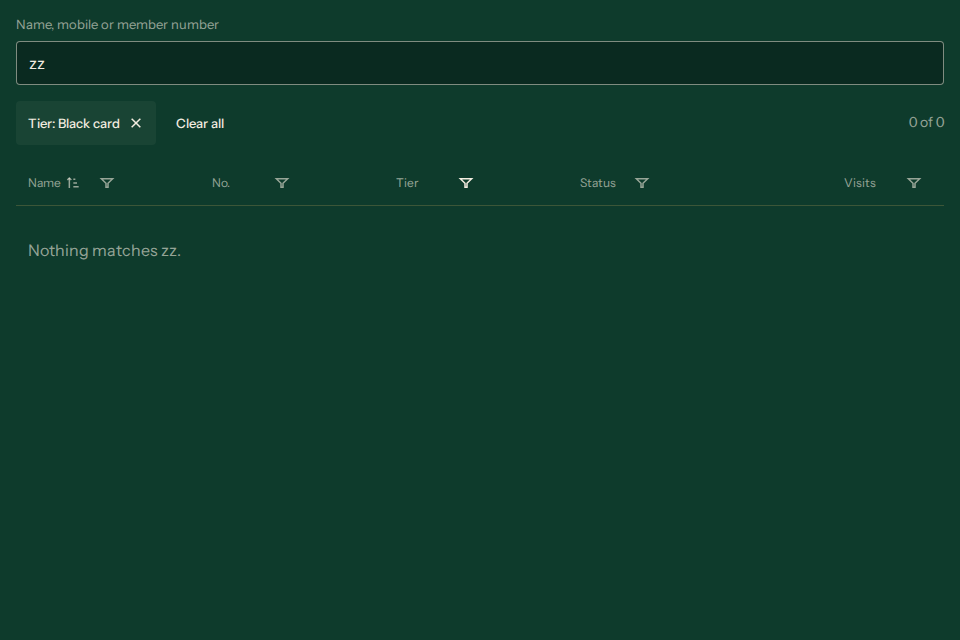 Name, mobile or member number
zz
Tier: Black card Clear all 0 of 0
Name No. Tier Status Visits
Nothing matches zz.